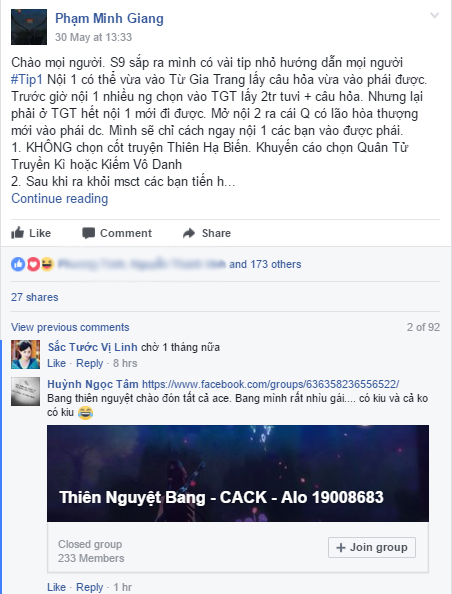 Phạm Minh Giang
30 May at 13:33
Chào mọi người. S9 sắp ra mình có vài tip nhỏ hướng dẫn mọi người
#Tip1 Nội 1 có thể vừa vào Từ Gia Trang lấy câu hỏa vừa vào phái được.
Trước giờ nội 1 nhiều ng chọn vào TGT lấy 2tr tuvi + câu hỏa. Nhưng lại
phải ở TGT hết nội 1 mới đi được. Mở nội 2 ra cái Q có lão hòa thượng
mới vào phái dc. Mình sẽ chỉ cách ngay nội 1 các bạn vào được phái.
1. KHÔNG chọn cốt truyện Thiên Hạ Biến. Khuyến cáo chọn Quân Tử
Truyền Kì hoặc Kiếm Vô Danh
2. Sau khi ra khỏi msct các bạn tiến h...
Continue reading
Like Comment Share
and 173 others
27 shares
View previous comments 2 of 92
Sắc Tước Vị Linh chờ 1 tháng nữa
Like · Reply · 8 hrs
Huỳnh Ngọc Tâm https://www.facebook.com/groups/636358236556522/
Bang thiên nguyệt chào đón tất cả ace. Bang mình rất nhíu gái.... có kiu và cả ko
có kiu 😂
Thiên Nguyệt Bang - CACK - Alo 19008683
Closed group
233 Members
+ Join group
Like · Reply · 1 hr